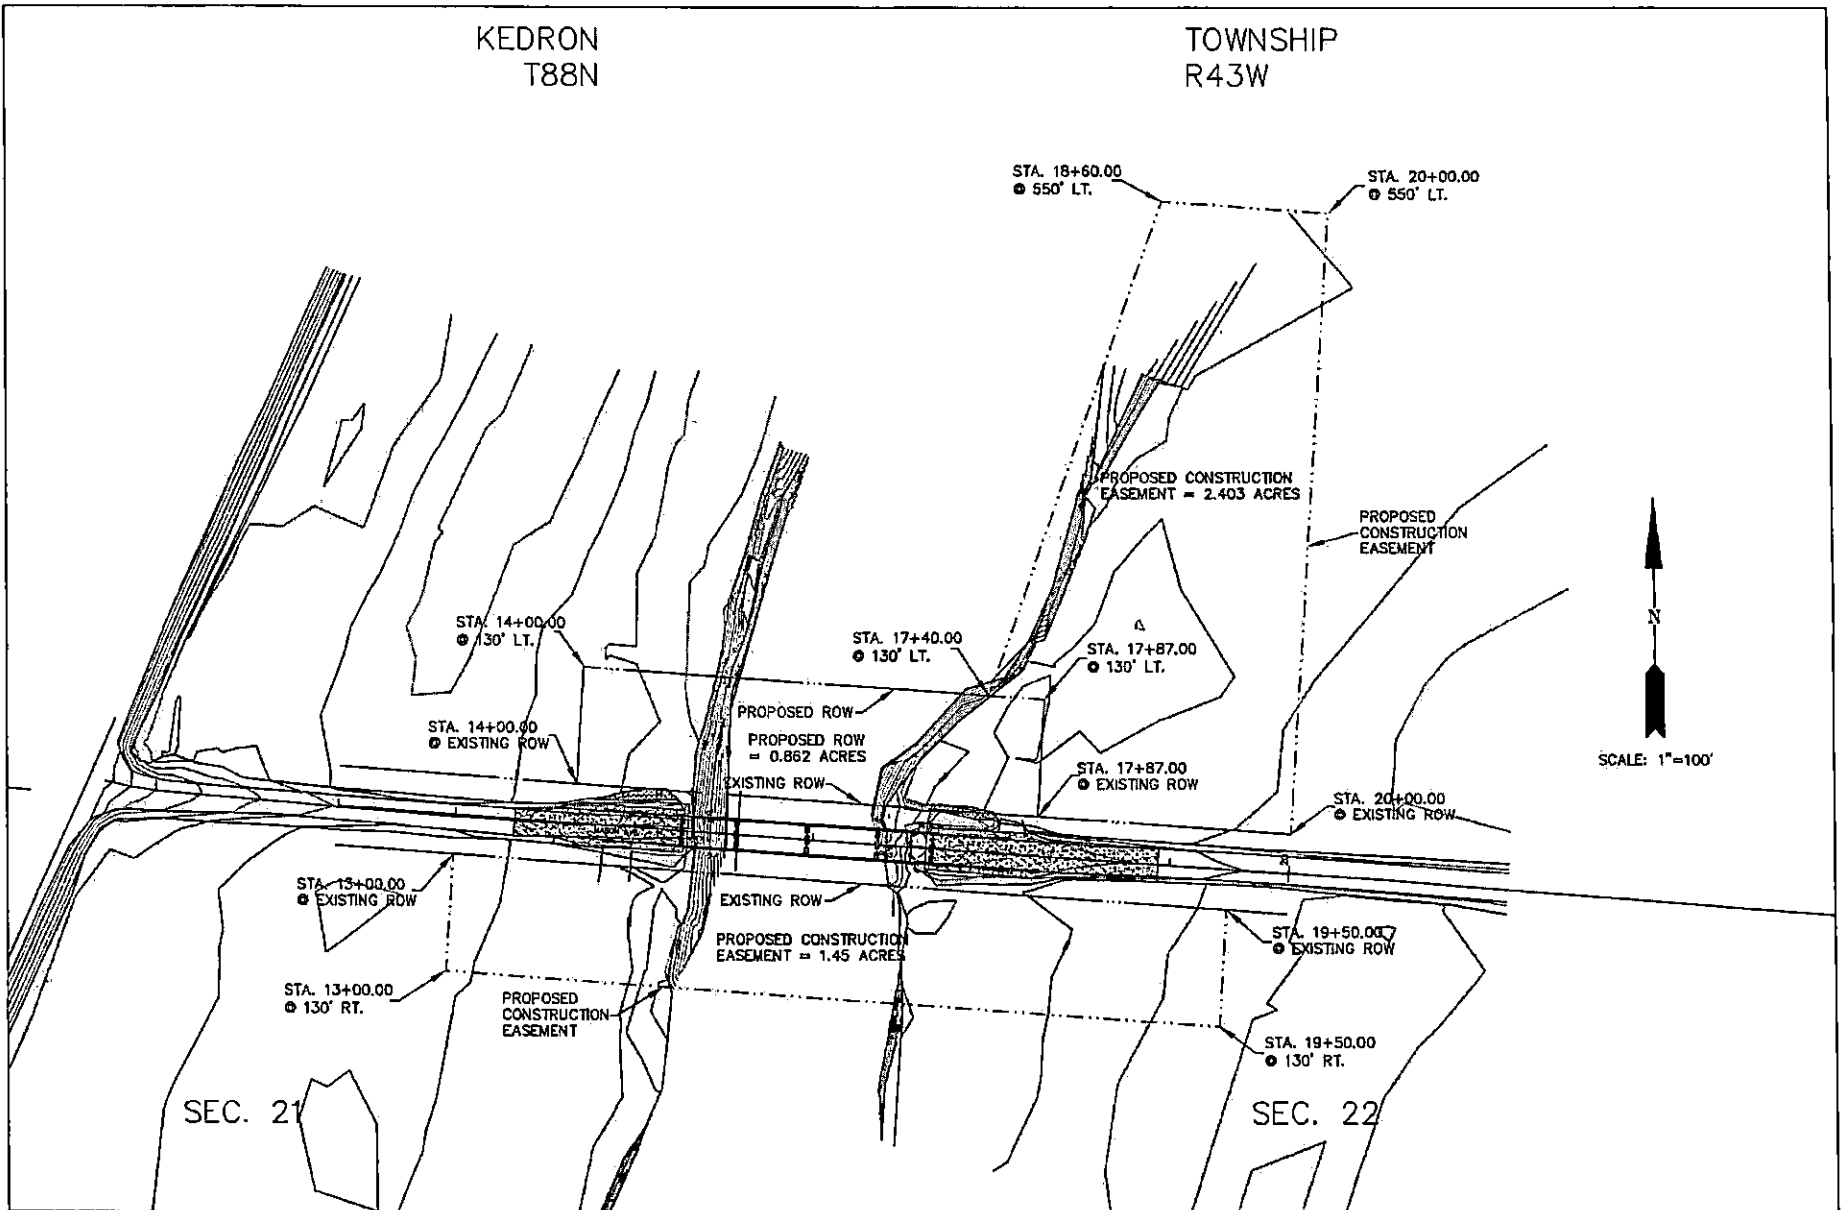 KEDRON
T88N
TOWNSHIP
R43W
STA. 18+60.00
@ 550' LT.
STA. 20+00.00
@ 550' LT.
PROPOSED CONSTRUCTION
EASEMENT = 2.403 ACRES
PROPOSED
CONSTRUCTION
EASEMENT
STA. 14+00.00
@ 130' LT.
STA. 17+40.00
@ 130' LT.
STA. 17+87.00
@ 130' LT.
N
STA. 14+00.00
@ EXISTING ROW
PROPOSED ROW
PROPOSED ROW
= 0.862 ACRES
EXISTING ROW
STA. 17+87.00
@ EXISTING ROW
SCALE: 1"=100'
STA. 20+00.00
@ EXISTING ROW
STA. 13+00.00
@ EXISTING ROW
EXISTING ROW
PROPOSED CONSTRUCTION
EASEMENT = 1.45 ACRES
STA. 19+50.00
@ EXISTING ROW
STA. 13+00.00
@ 130' RT.
PROPOSED
CONSTRUCTION
EASEMENT
STA. 19+50.00
@ 130' RT.
SEC. 21
SEC. 22